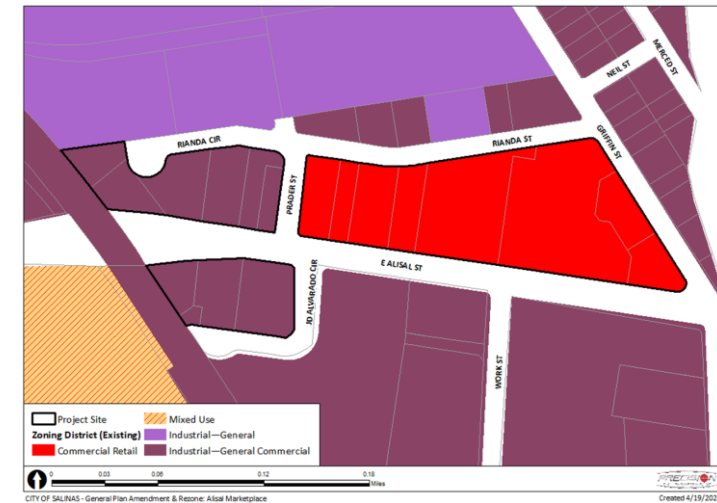 NEIL ST
MERCED ST
GRIFFIN ST
RIANDA CIR
RIANDA ST
PRADER ST
E ALISAL ST
JD ALVARADO CIR
WORK ST
Project Site
Mixed Use
Zoning District (Existing)
Industrial—General
Commercial Retail
Industrial—General Commercial
0 0.03 0.06 0.12 0.18
Miles
CITY OF SALINAS - General Plan Amendment & Rezone: Alisal Marketplace